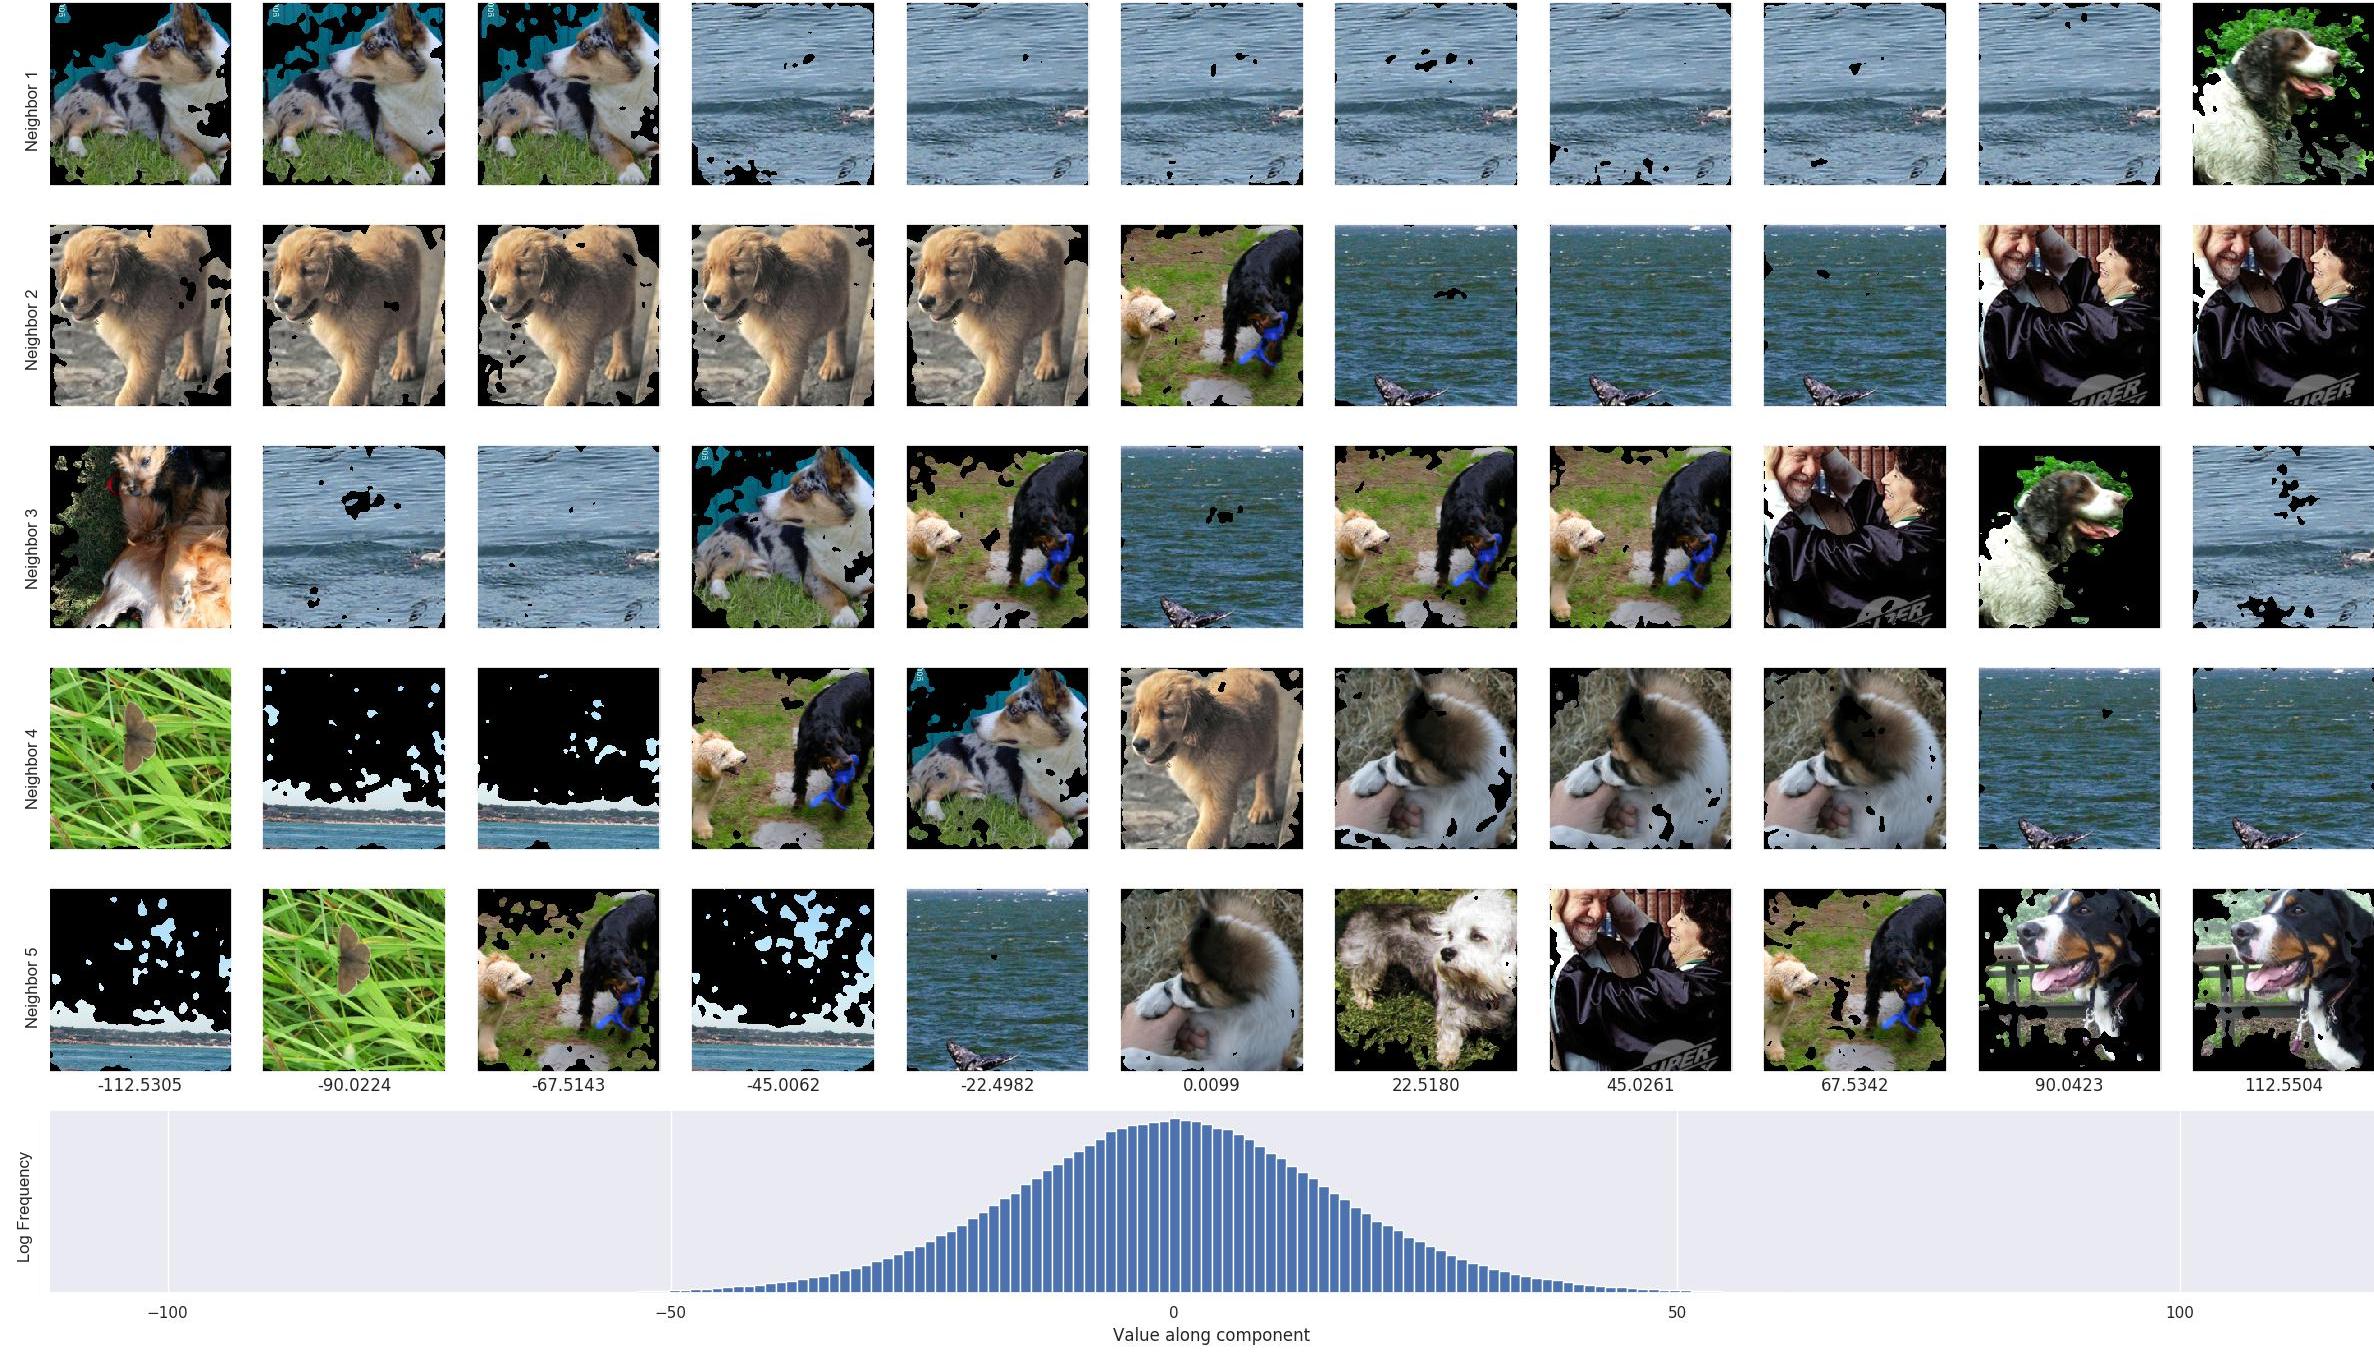 Neighbor 1
Neighbor 2
Neighbor 3
Neighbor 4
Neighbor 5
-112.5305 -90.0224 -67.5143 -45.0062 -22.4982 0.0099 22.5180 45.0261 67.5342 90.0423 112.5504
Log Frequency
−100 −50 0 50 100
Value along component